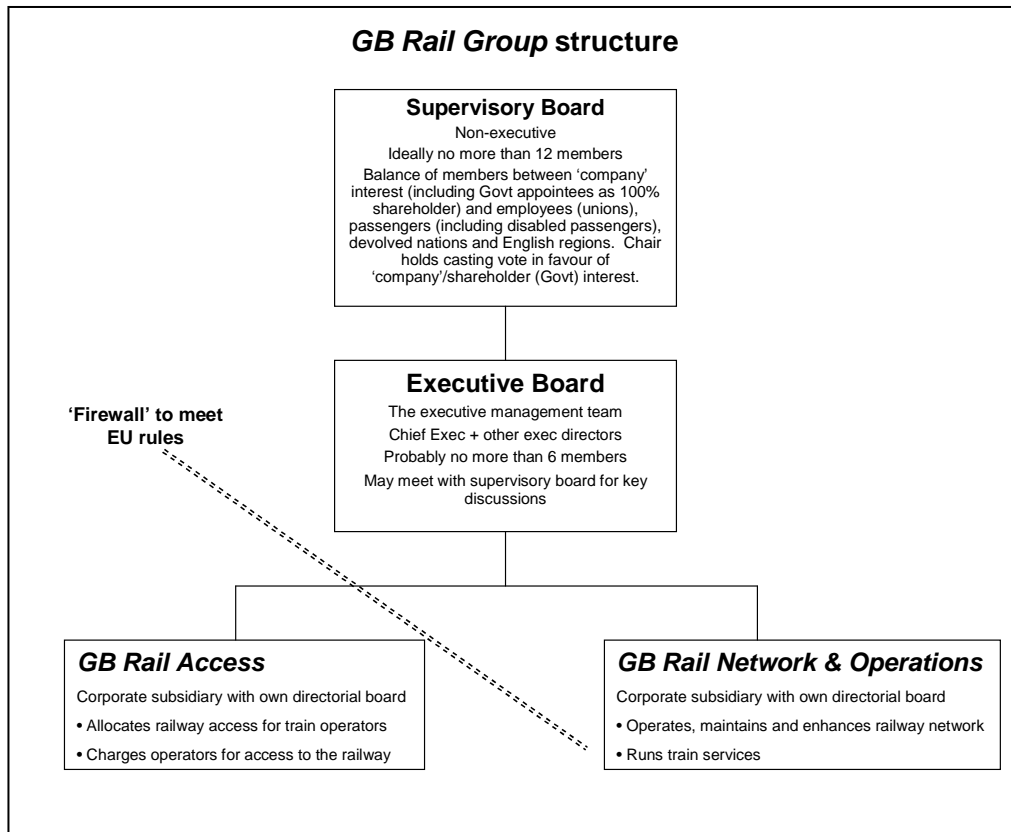 GB Rail Group structure
Supervisory Board
Non-executive
Ideally no more than 12 members
Balance of members between ‘company’
interest (including Govt appointees as 100%
shareholder) and employees (unions),
passengers (including disabled passengers),
devolved nations and English regions.  Chair
holds casting vote in favour of
‘company’/shareholder (Govt) interest.
Executive Board
The executive management team
Chief Exec + other exec directors
Probably no more than 6 members
May meet with supervisory board for key
discussions
‘Firewall’ to meet
EU rules
GB Rail Access
Corporate subsidiary with own directorial board
• Allocates railway access for train operators
• Charges operators for access to the railway
GB Rail Network & Operations
Corporate subsidiary with own directorial board
• Operates, maintains and enhances railway network
• Runs train services